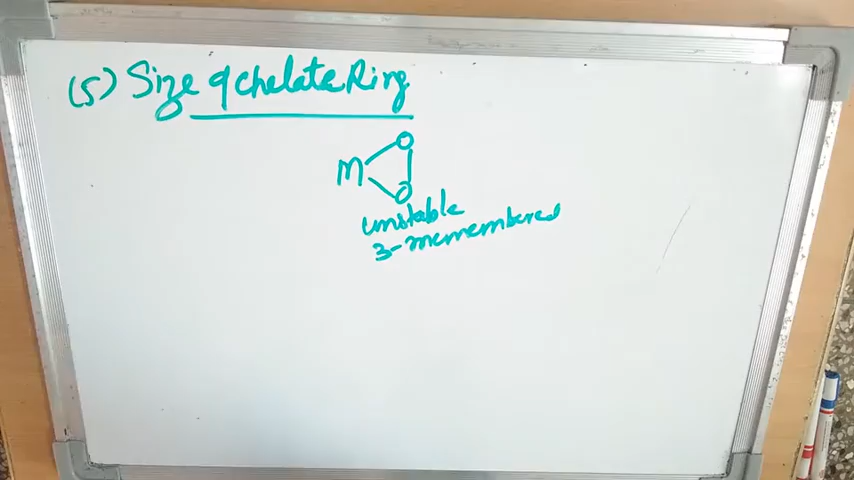 (5) Size of chelate Ring
M O
O
unstable
3-memembered